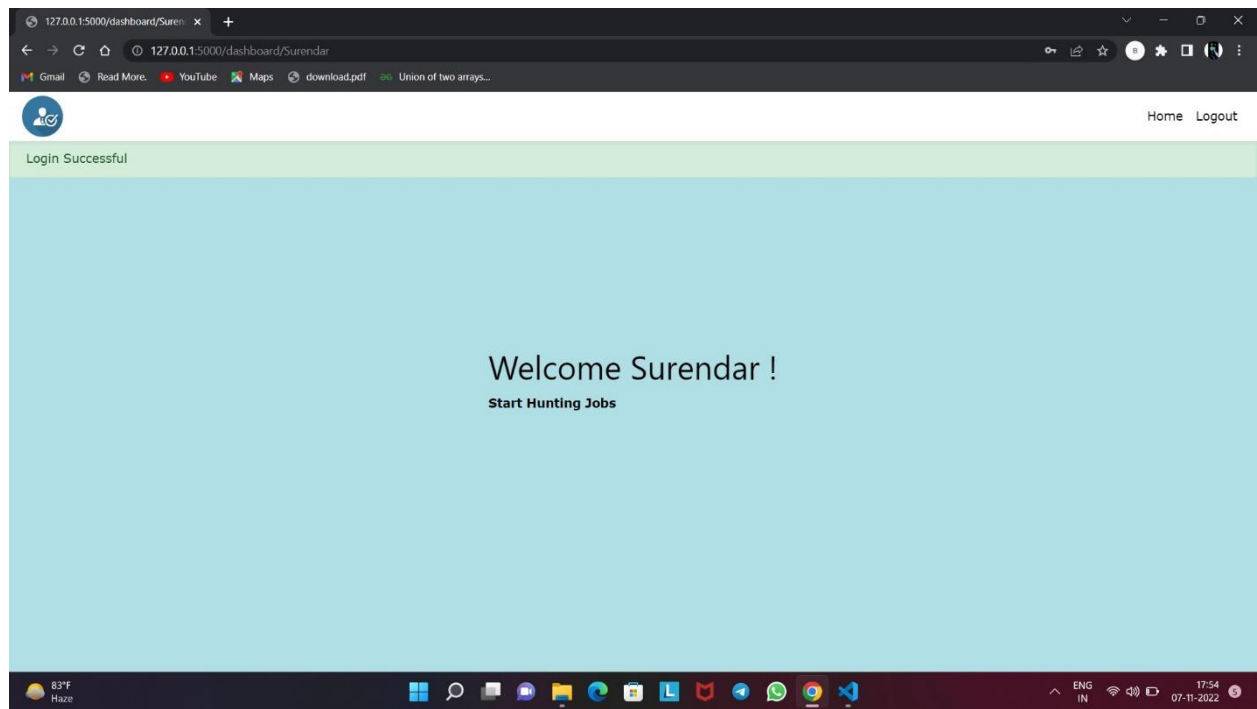 127.0.0.1:5000/dashboard/Suren
127.0.0.1:5000/dashboard/Surendar
B
Gmail Read More. YouTube Maps download.pdf Union of two arrays...
Home Logout
Login Successful
Welcome Surendar !
Start Hunting Jobs
83°F
Haze
L
ENG
IN
17:54
07-11-2022
5